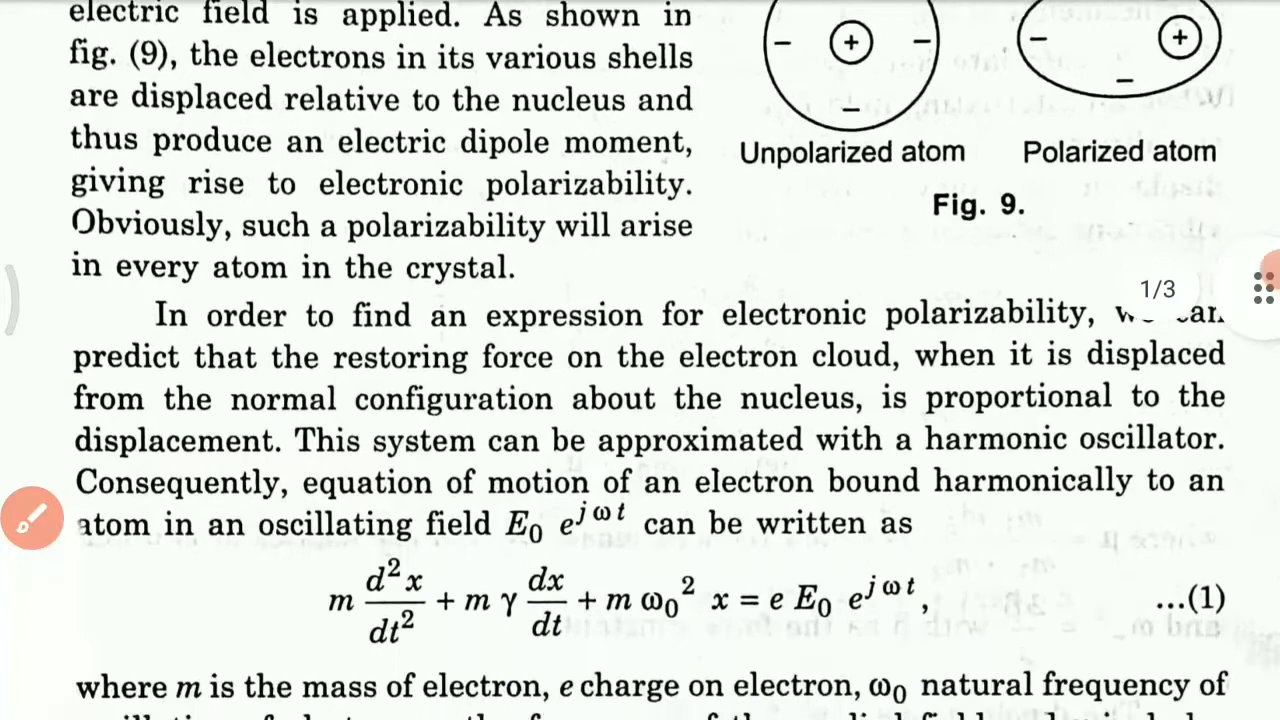 electric field is applied. As shown in
fig. (9), the electrons in its various shells
are displaced relative to the nucleus and
thus produce an electric dipole moment,
giving rise to electronic polarizability.
Obviously, such a polarizability will arise
in every atom in the crystal.
− + −
−
− +
−
Unpolarized atom Polarized atom
Fig. 9.
1/3
In order to find an expression for electronic polarizability,
predict that the restoring force on the electron cloud, when it is displaced
from the normal configuration about the nucleus, is proportional to the
displacement. This system can be approximated with a harmonic oscillator.
Consequently, equation of motion of an electron bound harmonically to an
atom in an oscillating field E₀ e^{jωt} can be written as
m d²x/dt² + m γ dx/dt + m ω₀² x = e E₀ e^{jωt}, ...(1)
where m is the mass of electron, e charge on electron, ω₀ natural frequency of